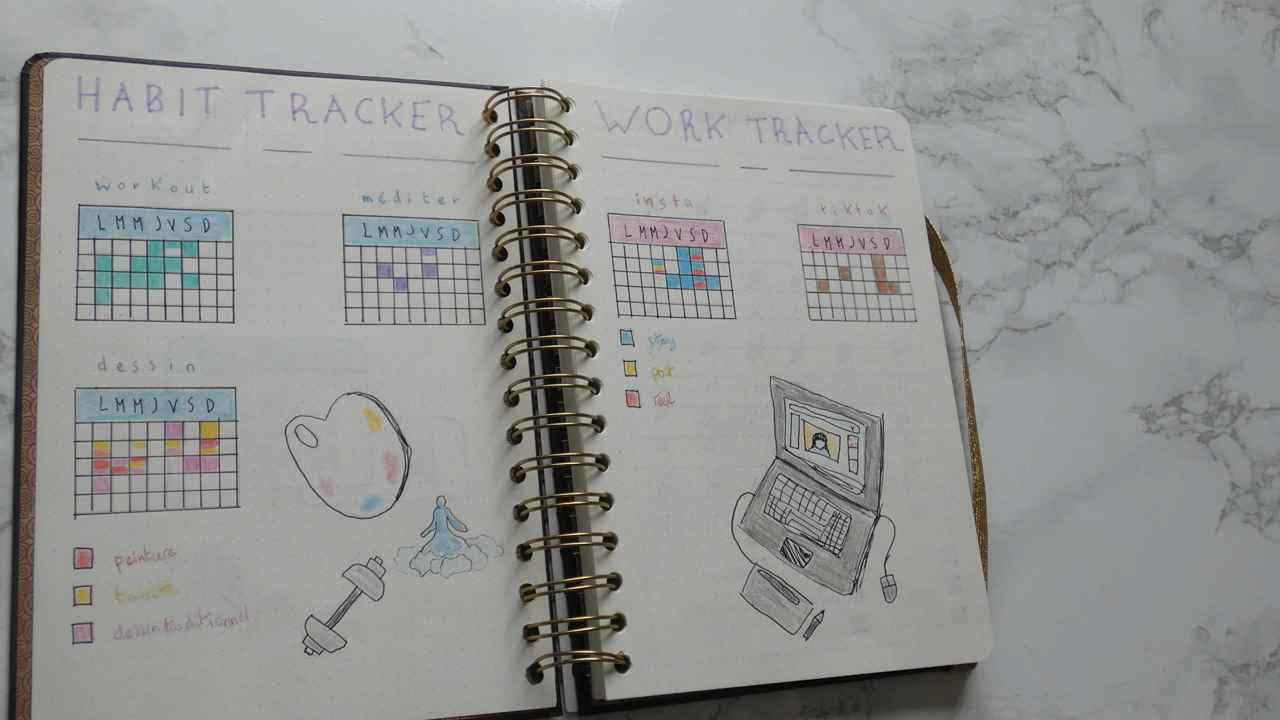 HABIT TRACKER
workout
LMMJVSD
méditer
LMMJVSD
dessin
LMMJVSD
peinture
tablette
dessin traditionnel
WORK TRACKER
insta
LMMJVSD
tiktok
LMMJVSD
story
post
réel